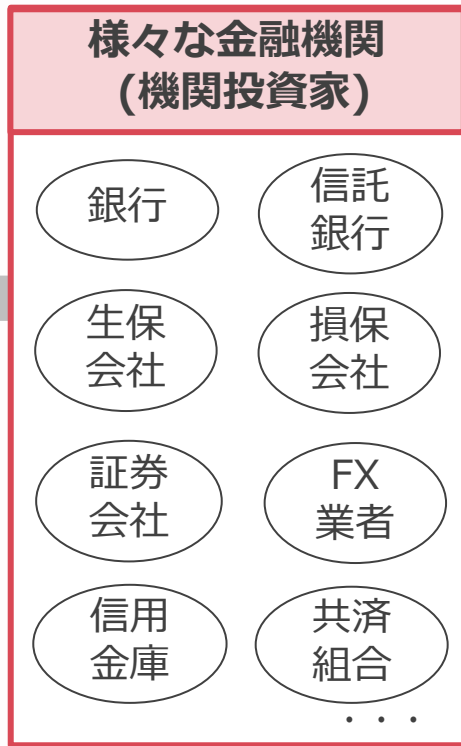 様々な金融機関
(機関投資家)
銀行
信託
銀行
生保
会社
損保
会社
証券
会社
FX
業者
信用
金庫
共済
組合
・・・